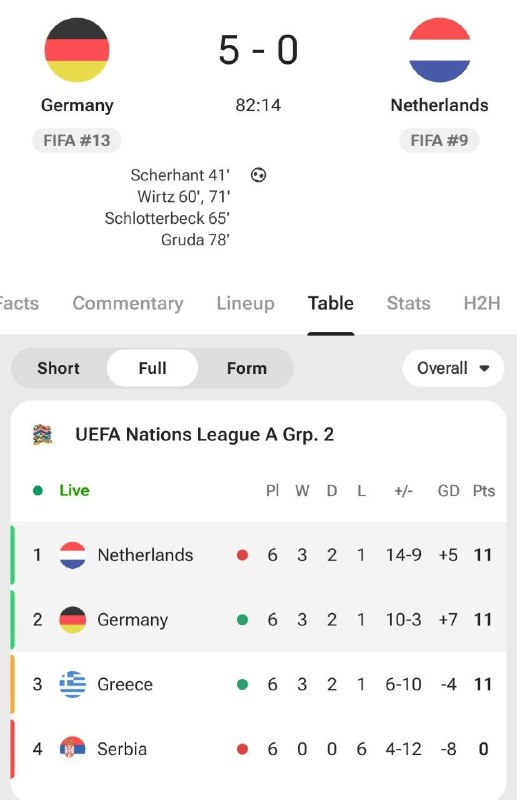 5 - 0
Germany
82:14
Netherlands
FIFA #13
FIFA #9
Scherhant 41'
Wirtz 60', 71'
Schlotterbeck 65'
Gruda 78'
Facts Commentary Lineup Table Stats H2H
Short Full Form Overall
UEFA Nations League A Grp. 2
Live Pl W D L +/- GD Pts
1 Netherlands 6 3 2 1 14-9 +5 11
2 Germany 6 3 2 1 10-3 +7 11
3 Greece 6 3 2 1 6-10 -4 11
4 Serbia 6 0 0 6 4-12 -8 0